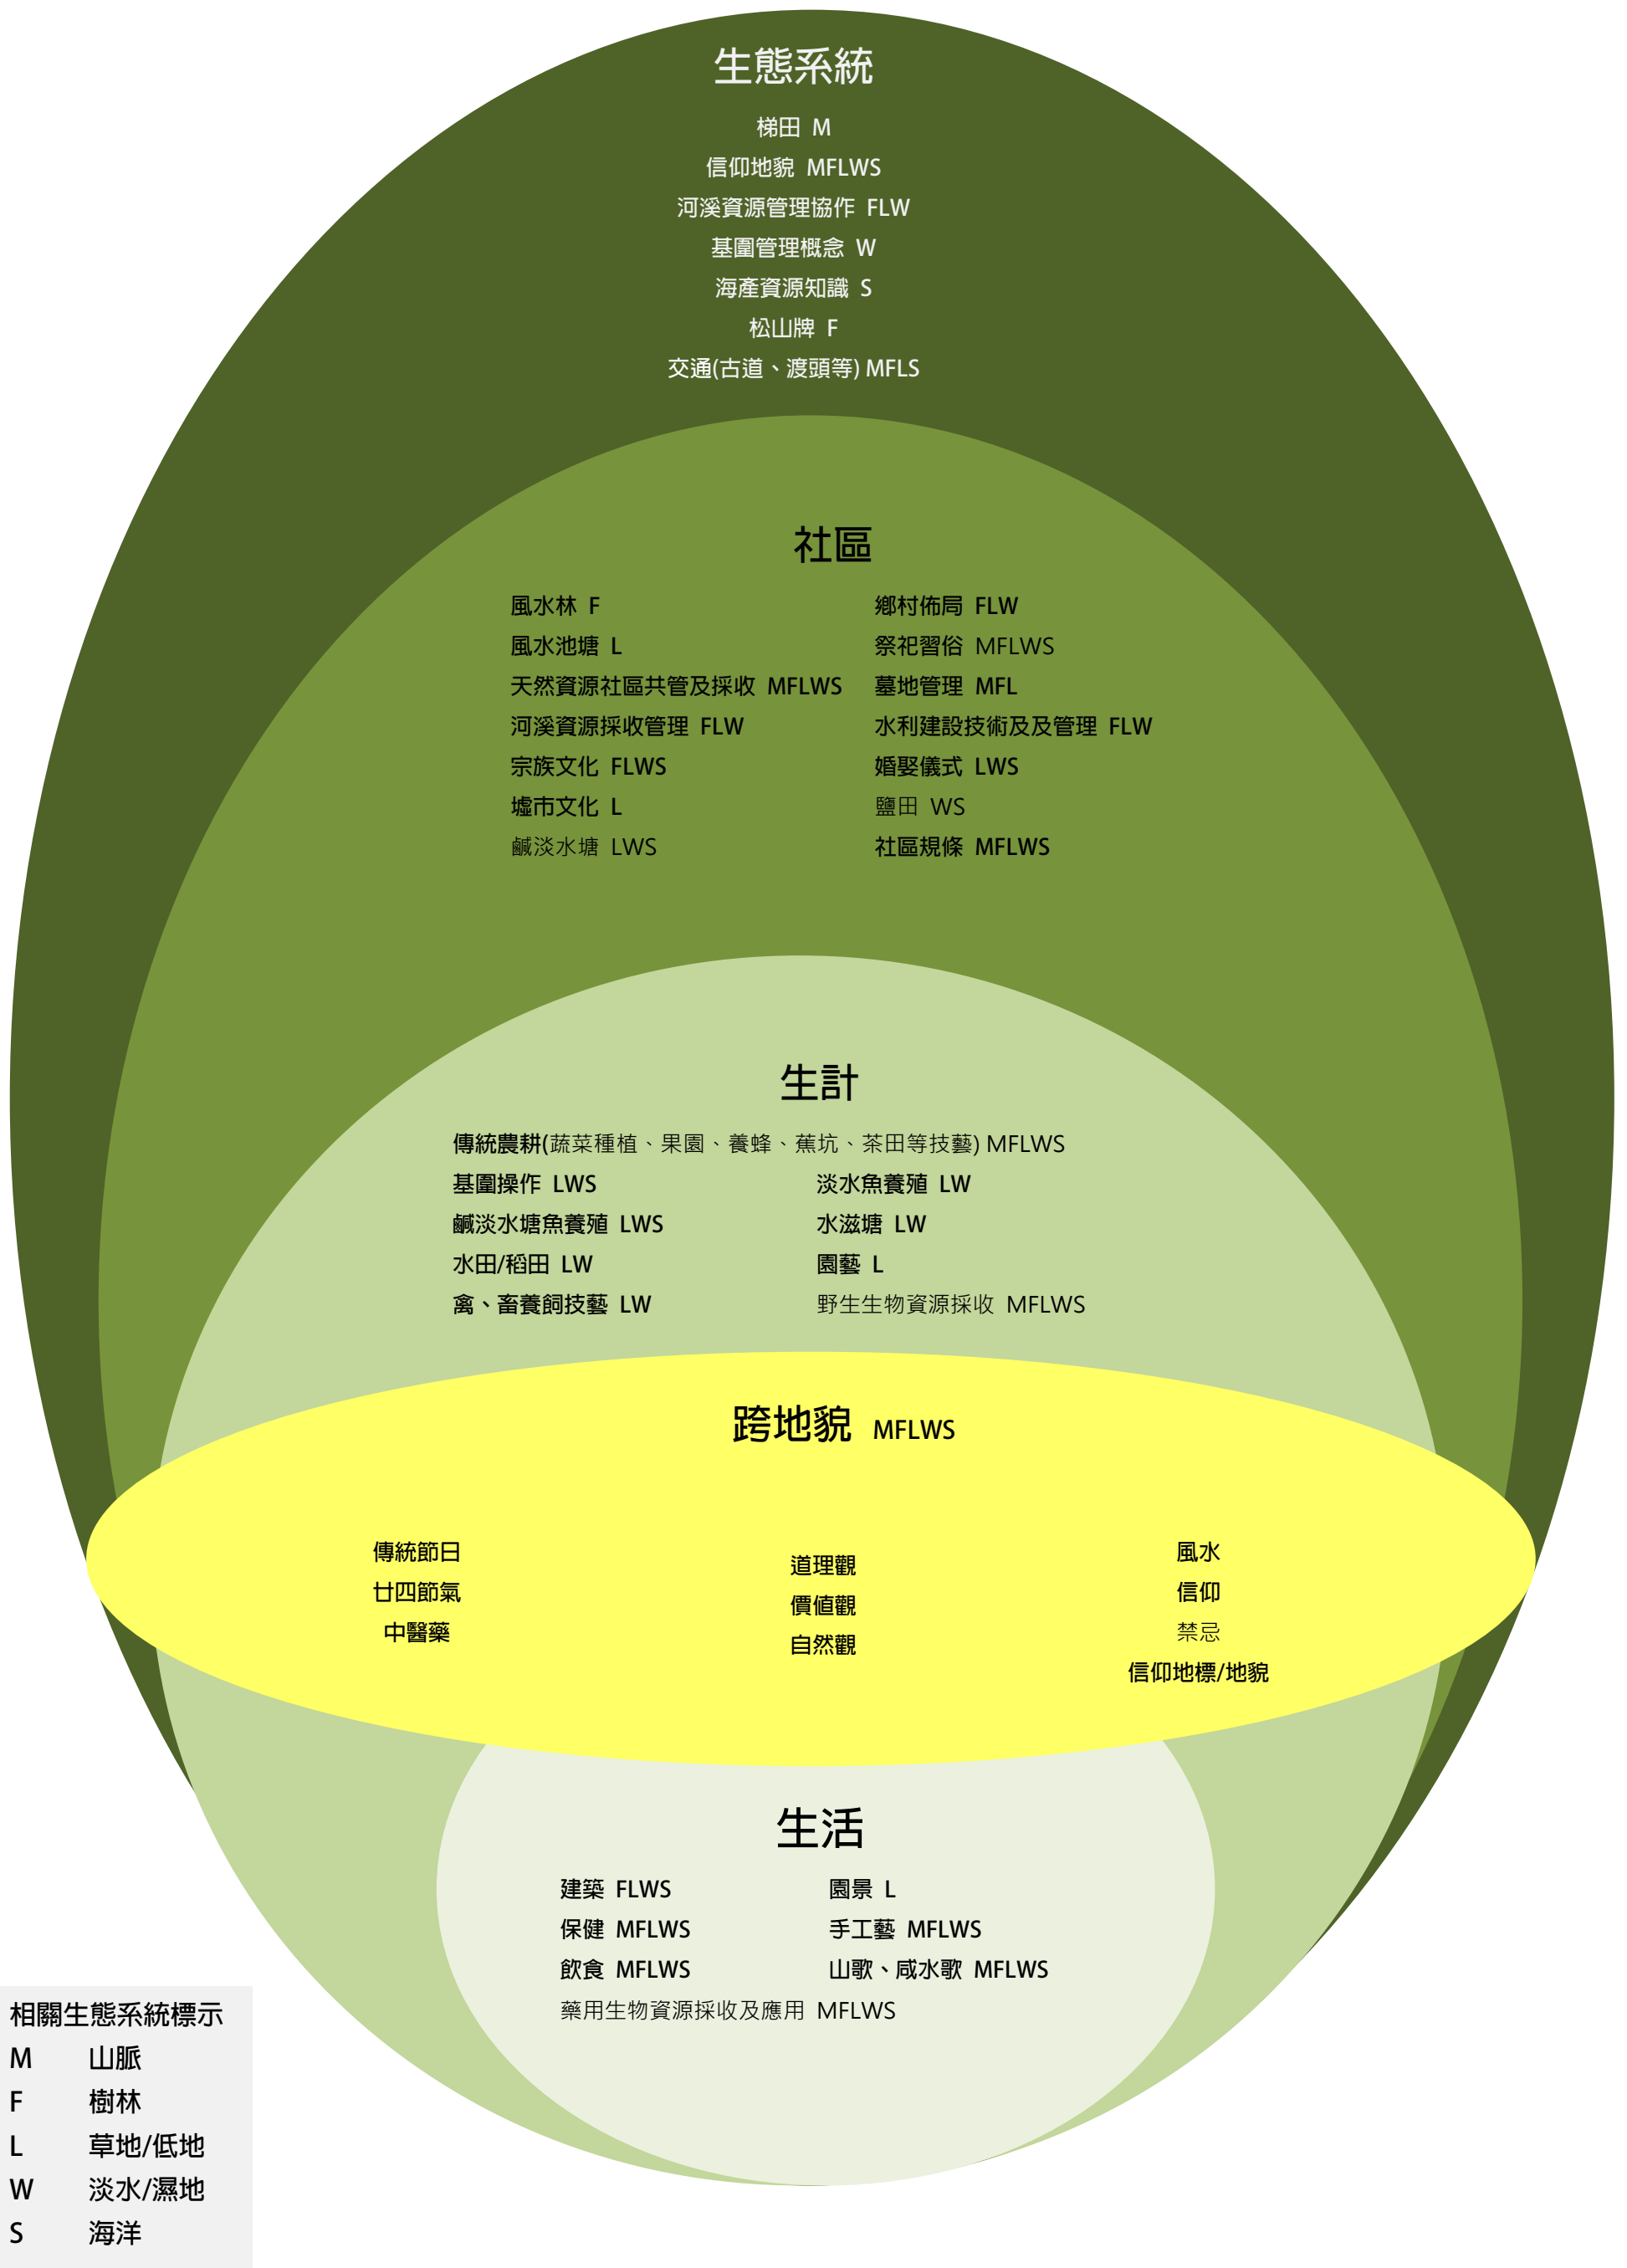 生態系統
梯田 M
信仰地貌 MFLWS
河溪資源管理協作 FLW
基圍管理概念 W
海產資源知識 S
松山牌 F
交通(古道、渡頭等) MFLS
社區
風水林 F
風水池塘 L
天然資源社區共管及採收 MFLWS
河溪資源採收管理 FLW
宗族文化 FLWS
墟市文化 L
鹹淡水塘 LWS
鄉村佈局 FLW
祭祀習俗 MFLWS
墓地管理 MFL
水利建設技術及及管理 FLW
婚娶儀式 LWS
鹽田 WS
社區規條 MFLWS
生計
傳統農耕(蔬菜種植、果園、養蜂、蕉坑、茶田等技藝) MFLWS
基圍操作 LWS
鹹淡水塘魚養殖 LWS
水田/稻田 LW
禽、畜養飼技藝 LW
淡水魚養殖 LW
水滋塘 LW
園藝 L
野生生物資源採收 MFLWS
跨地貌 MFLWS
傳統節日
廿四節氣
中醫藥
道理觀
價值觀
自然觀
風水
信仰
禁忌
信仰地標/地貌
生活
建築 FLWS
保健 MFLWS
飲食 MFLWS
藥用生物資源採收及應用 MFLWS
園景 L
手工藝 MFLWS
山歌、咸水歌 MFLWS
相關生態系統標示
M 山脈
F 樹林
L 草地/低地
W 淡水/濕地
S 海洋